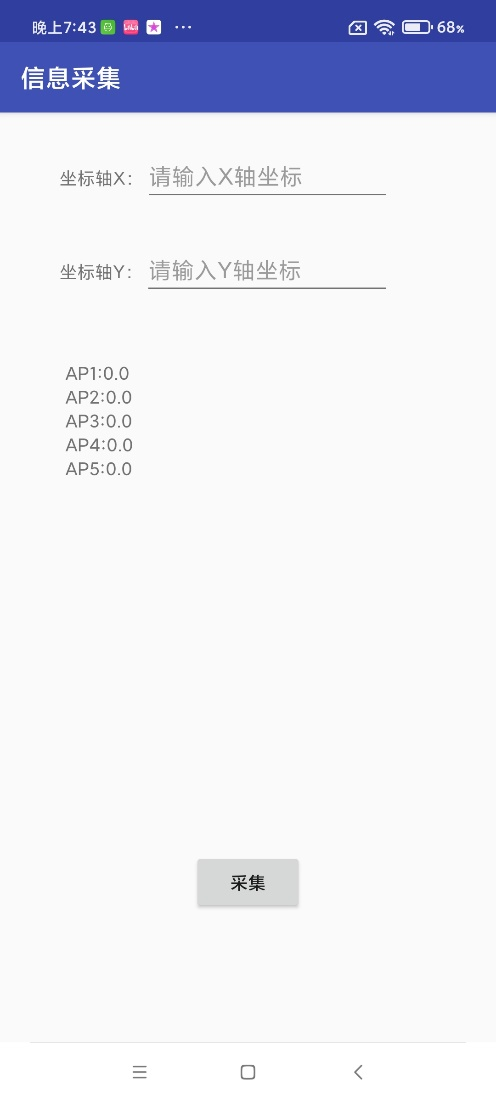 晚上7:43 ··· 68%
信息采集
坐标轴X： 请输入X轴坐标
坐标轴Y： 请输入Y轴坐标
AP1:0.0
AP2:0.0
AP3:0.0
AP4:0.0
AP5:0.0
采集